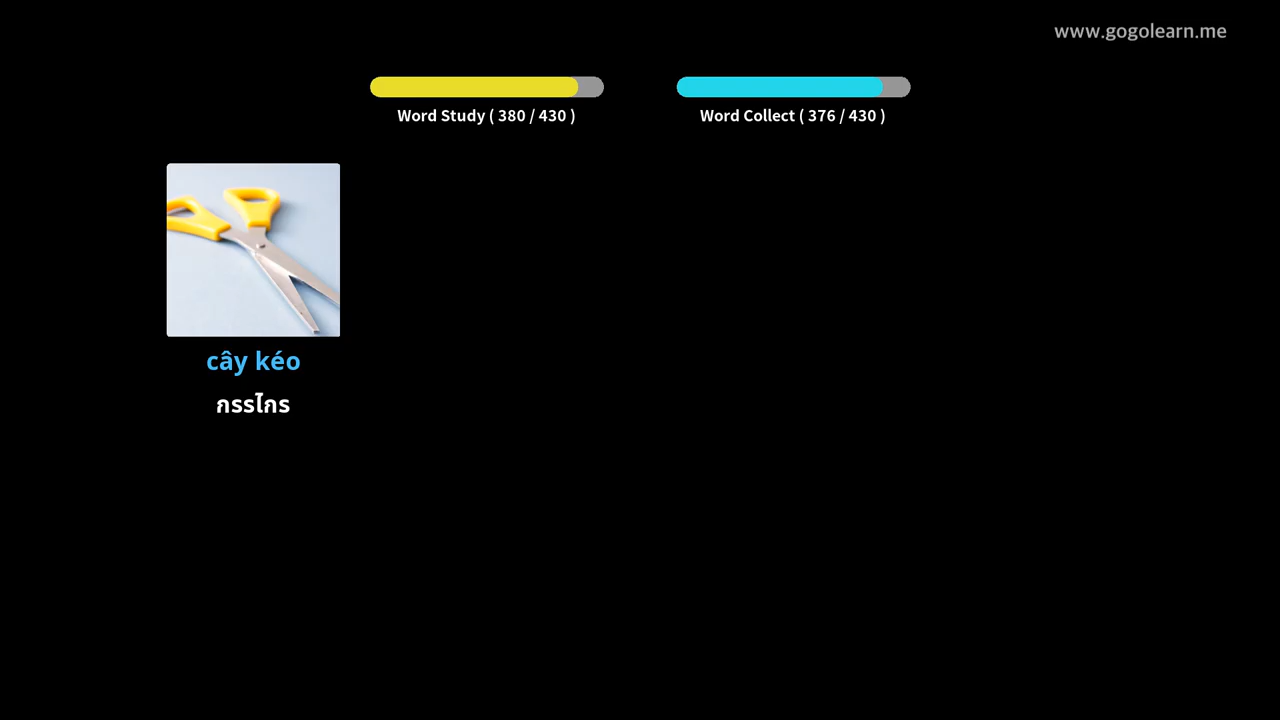 www.gogolearn.me
Word Study ( 380 / 430 )
Word Collect ( 376 / 430 )
cây kéo
กรรไกร